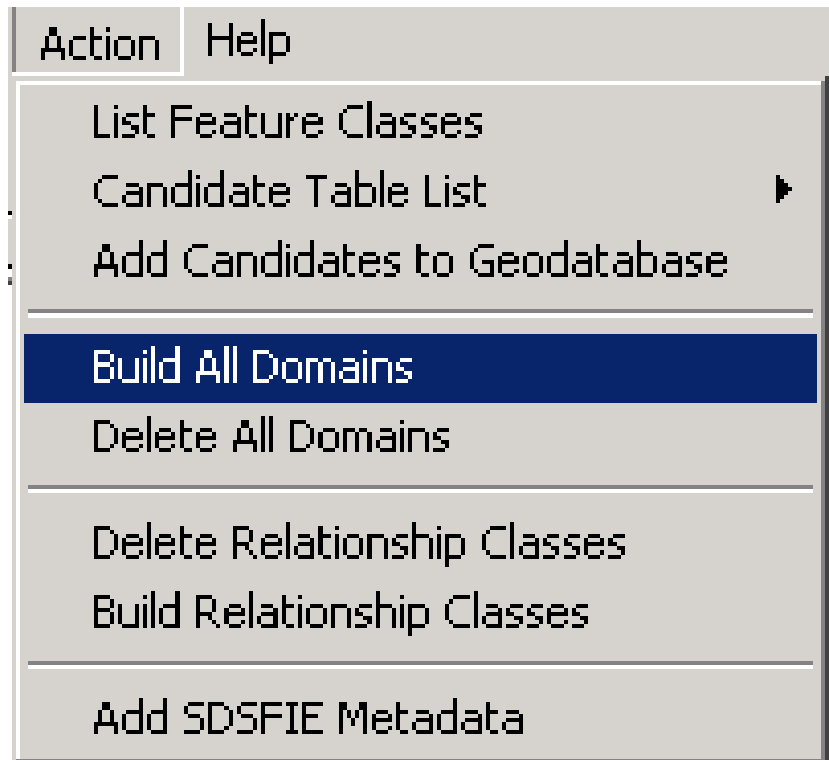 Action Help
List Feature Classes
Candidate Table List
Add Candidates to Geodatabase
Build All Domains
Delete All Domains
Delete Relationship Classes
Build Relationship Classes
Add SDSFIE Metadata